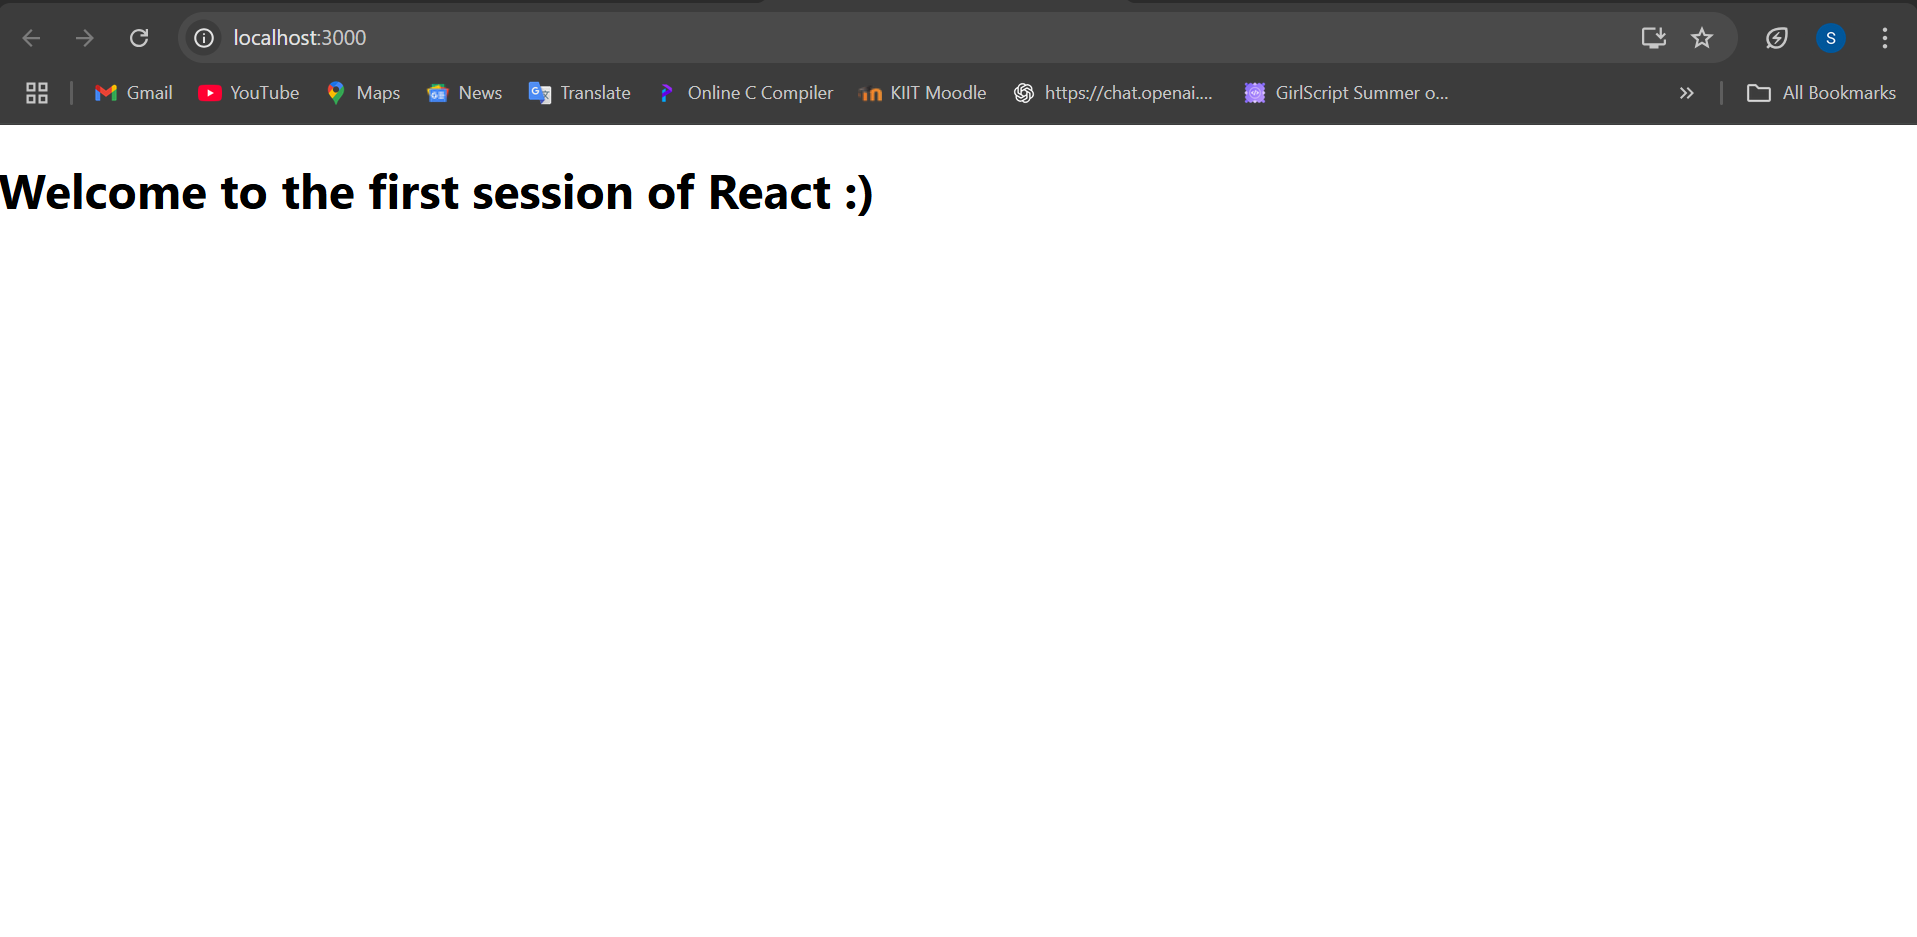 localhost:3000
S
Gmail YouTube Maps News Translate Online C Compiler KIIT Moodle https://chat.openai.... GirlScript Summer o... » All Bookmarks
Welcome to the first session of React :)